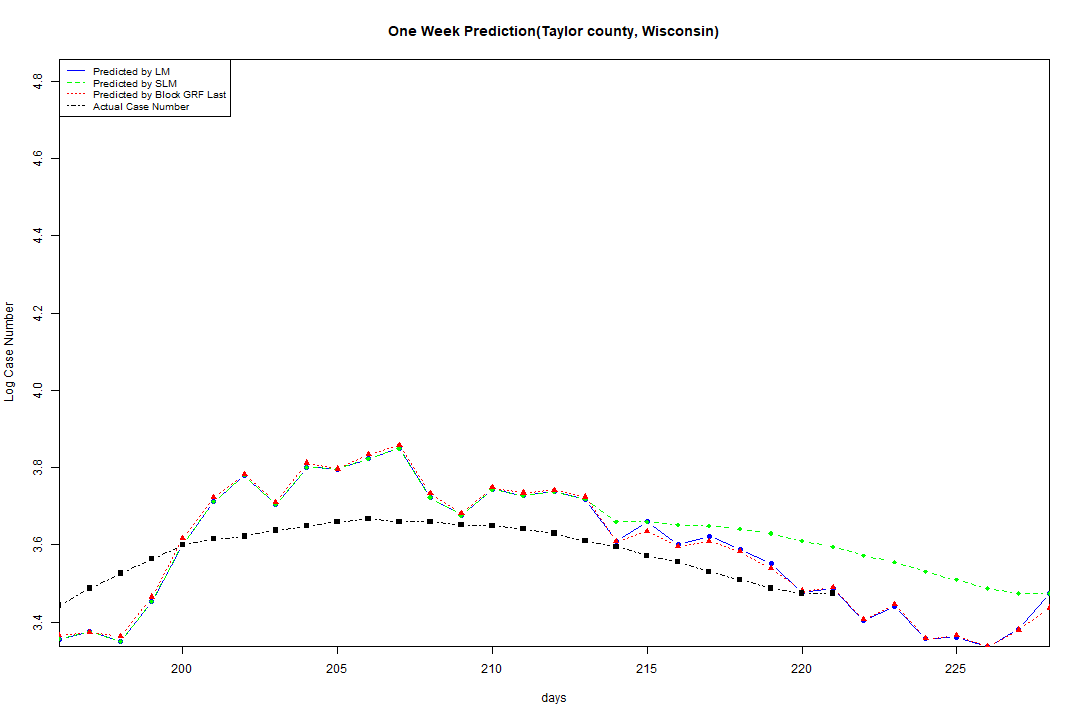 One Week Prediction(Taylor county, Wisconsin)
Predicted by LM
Predicted by SLM
Predicted by Block GRF Last
Actual Case Number
4.8
4.6
4.4
4.2
4.0
3.8
3.6
3.4
Log Case Number
200 205 210 215 220 225
days